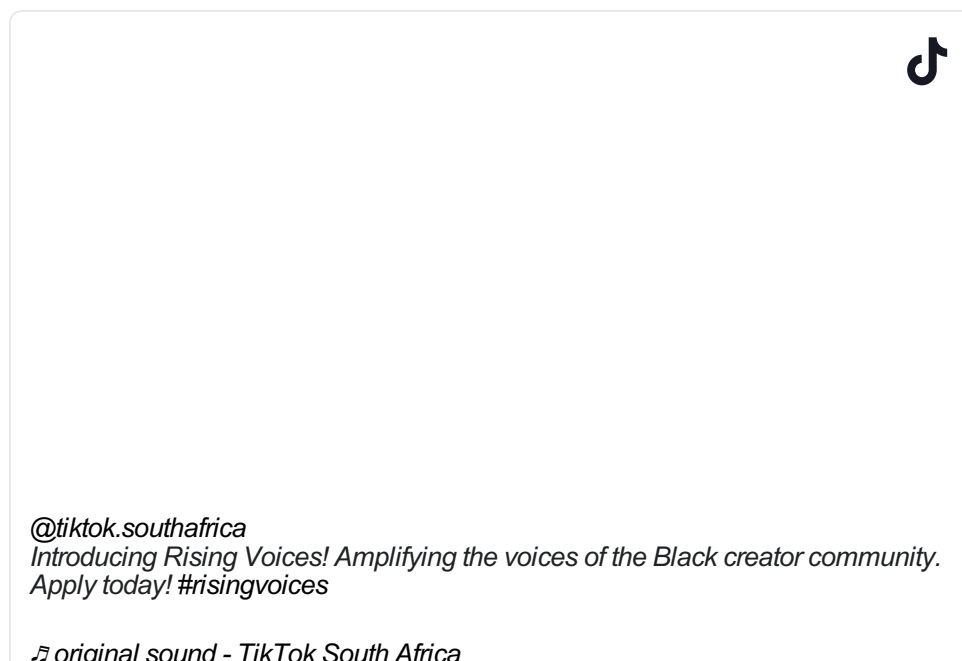 @tiktok.southafrica
Introducing Rising Voices! Amplifying the voices of the Black creator community.
Apply today! #risingvoices
♬ original sound - TikTok South Africa